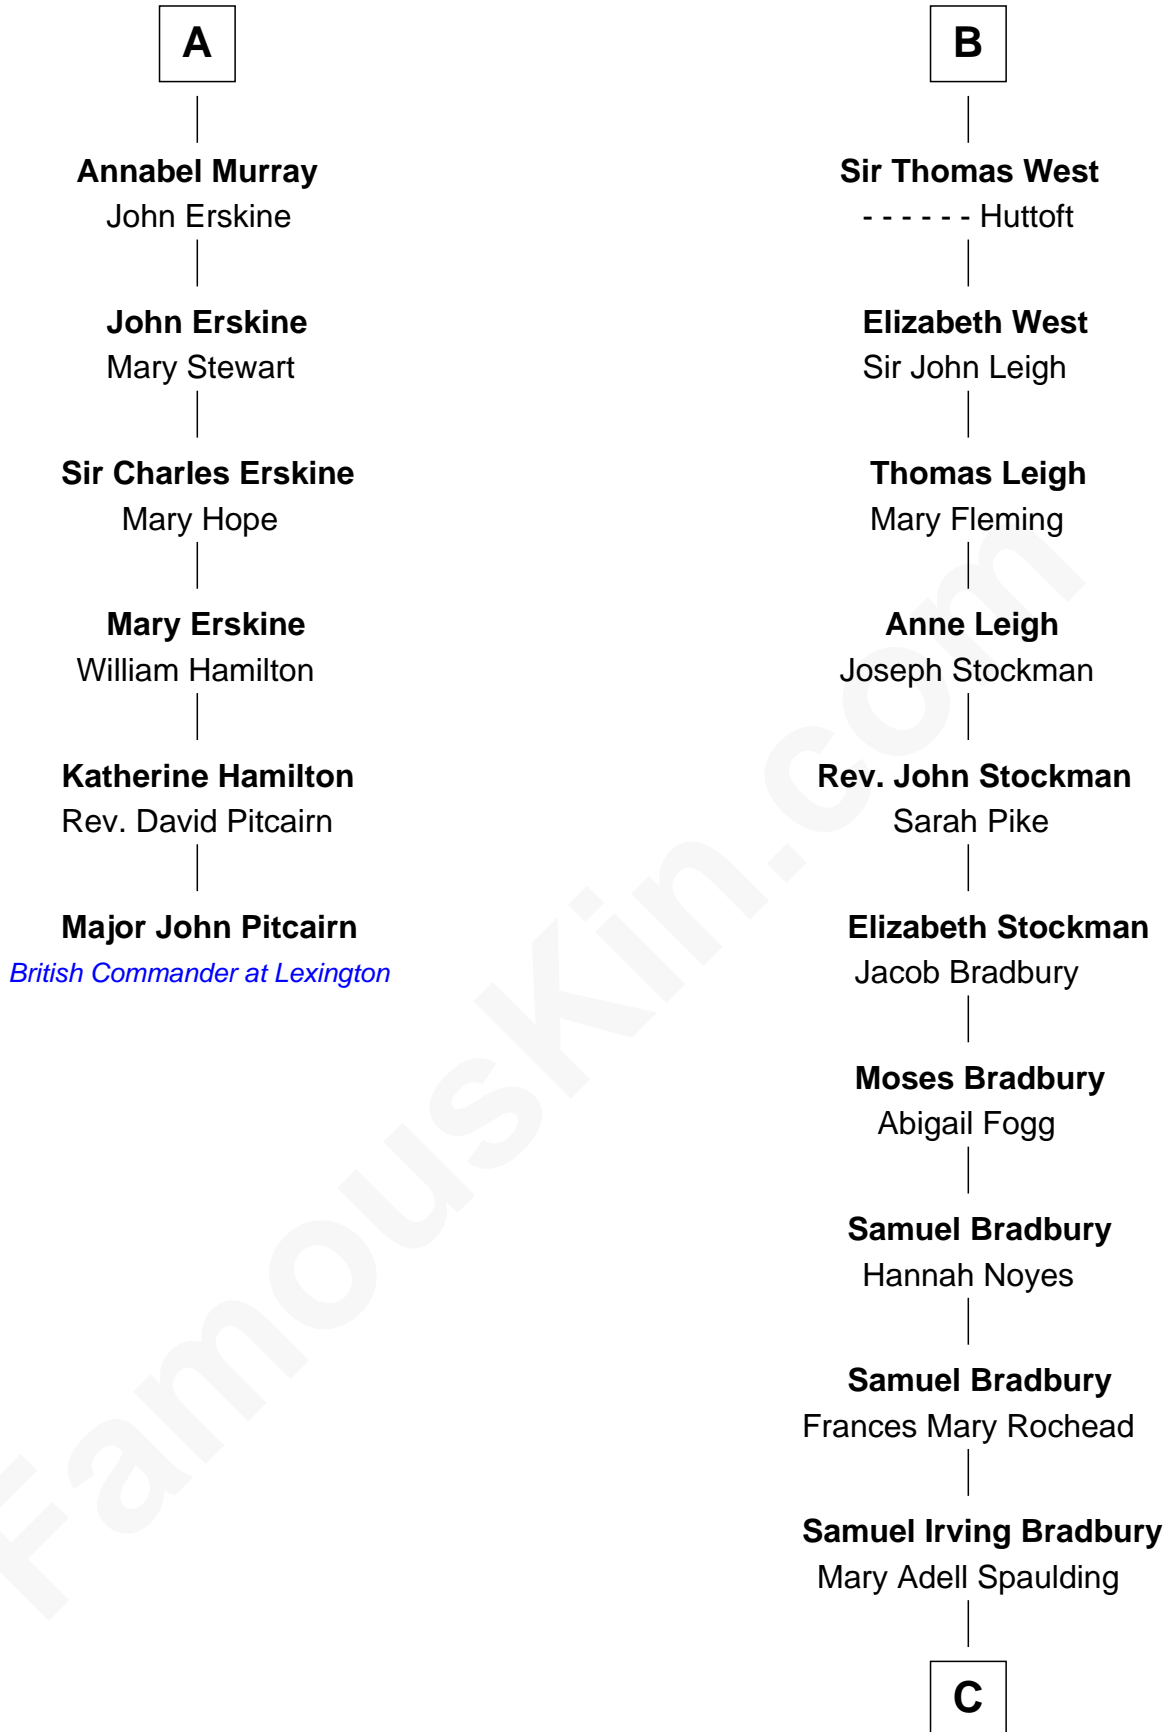 A
Annabel Murray
John Erskine
John Erskine
Mary Stewart
Sir Charles Erskine
Mary Hope
Mary Erskine
William Hamilton
Katherine Hamilton
Rev. David Pitcairn
Major John Pitcairn
British Commander at Lexington
B
Sir Thomas West
- - - - - - Huttoft
Elizabeth West
Sir John Leigh
Thomas Leigh
Mary Fleming
Anne Leigh
Joseph Stockman
Rev. John Stockman
Sarah Pike
Elizabeth Stockman
Jacob Bradbury
Moses Bradbury
Abigail Fogg
Samuel Bradbury
Hannah Noyes
Samuel Bradbury
Frances Mary Rochead
Samuel Irving Bradbury
Mary Adell Spaulding
C
FamousKin.com